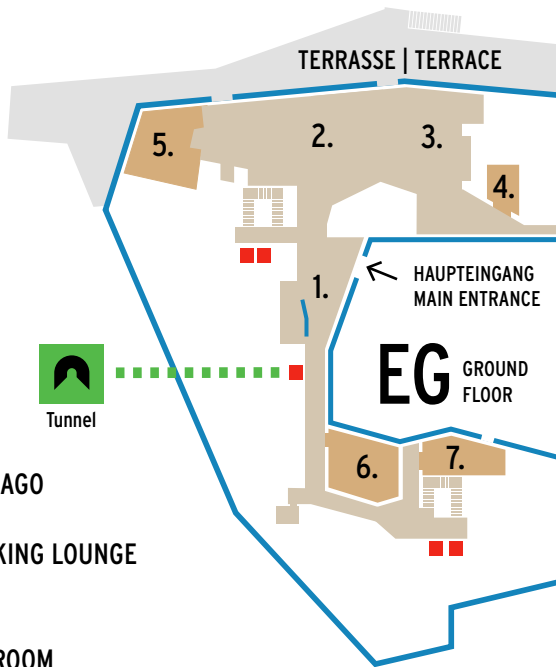 TERRASSE | TERRACE
5.
2.
3.
4.
1.
HAUPTEINGANG
MAIN ENTRANCE
EG GROUND
FLOOR
Tunnel
6.
7.
AGO
KING LOUNGE
ROOM